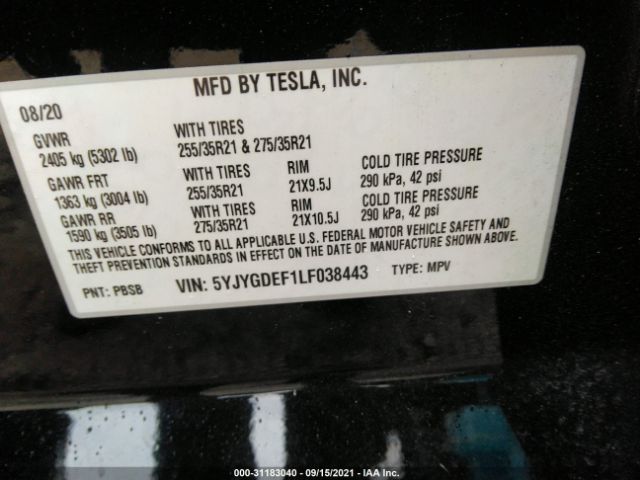 MFD BY TESLA, INC.
08/20
GVWR WITH TIRES
2405 kg (5302 lb) 255/35R21 & 275/35R21
GAWR FRT WITH TIRES RIM COLD TIRE PRESSURE
1363 kg (3004 lb) 255/35R21 21X9.5J 290 kPa, 42 psi
GAWR RR WITH TIRES RIM COLD TIRE PRESSURE
1590 kg (3505 lb) 275/35R21 21X10.5J 290 kPa, 42 psi
THIS VEHICLE CONFORMS TO ALL APPLICABLE U.S. FEDERAL MOTOR VEHICLE SAFETY AND
THEFT PREVENTION STANDARDS IN EFFECT ON THE DATE OF MANUFACTURE SHOWN ABOVE.
PNT: PBSB VIN: 5YJYGDEF1LF038443 TYPE: MPV
000-31183040 - 09/15/2021 - IAA Inc.